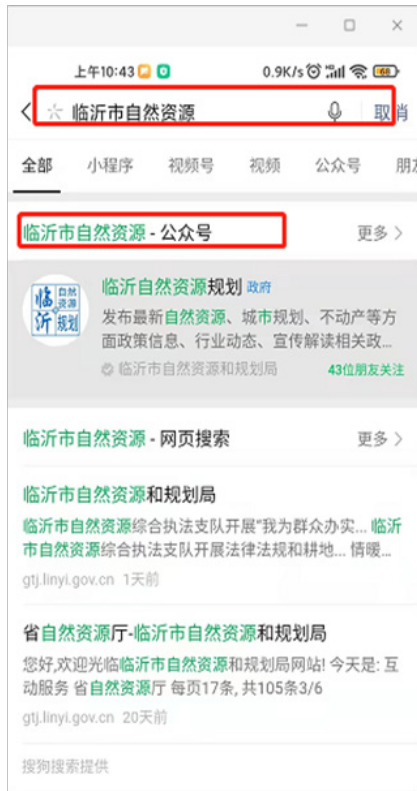 上午10:43
0.9K/s
68
临沂市自然资源
取消
全部 小程序 视频号 视频 公众号 朋友
临沂市自然资源 - 公众号
更多
临沂 自然资源 规划
临沂自然资源规划 政府
发布最新自然资源、城市规划、不动产等方
面政策信息、行业动态、宣传解读相关政...
临沂市自然资源和规划局
43位朋友关注
临沂市自然资源 - 网页搜索
更多
临沂市自然资源和规划局
临沂市自然资源综合执法支队开展“我为群众办实... 临沂
市自然资源综合执法支队开展法律法规和耕地... 情暖...
gtj.linyi.gov.cn 1天前
省自然资源厅-临沂市自然资源和规划局
您好,欢迎光临临沂市自然资源和规划局网站! 今天是: 互
动服务 省自然资源厅 每页17条, 共105条3/6
gtj.linyi.gov.cn 20天前
搜狗搜索提供